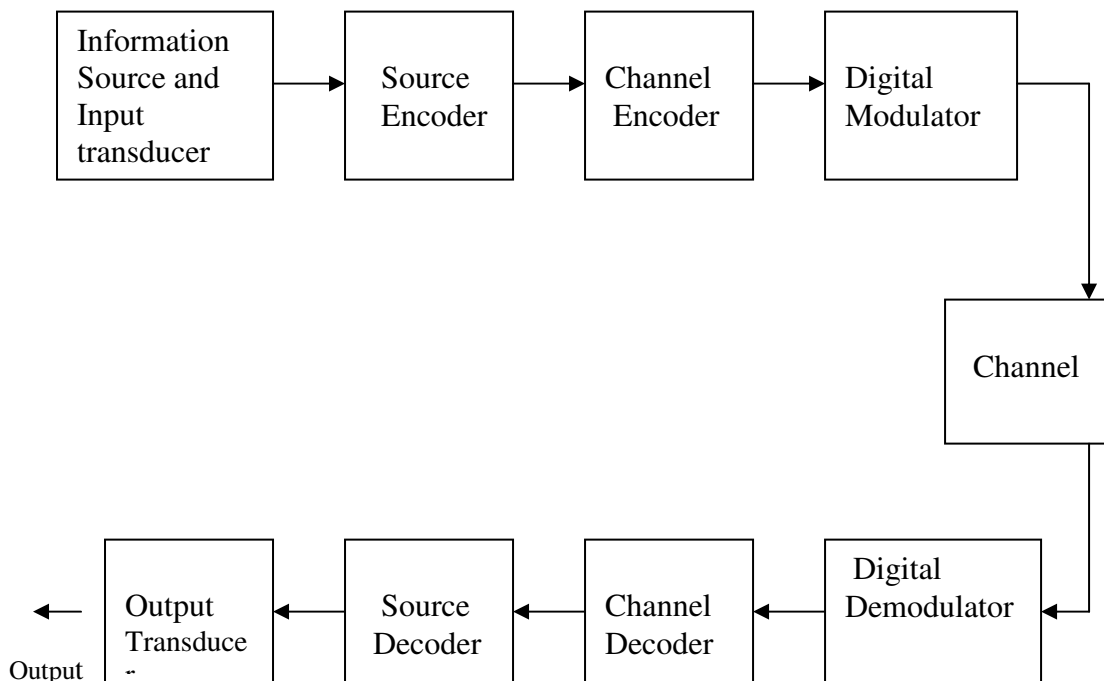 Information
Source and
Input
transducer
Source
Encoder
Channel
Encoder
Digital
Modulator
Channel
Digital
Demodulator
Channel
Decoder
Source
Decoder
Output
Transduce
Output